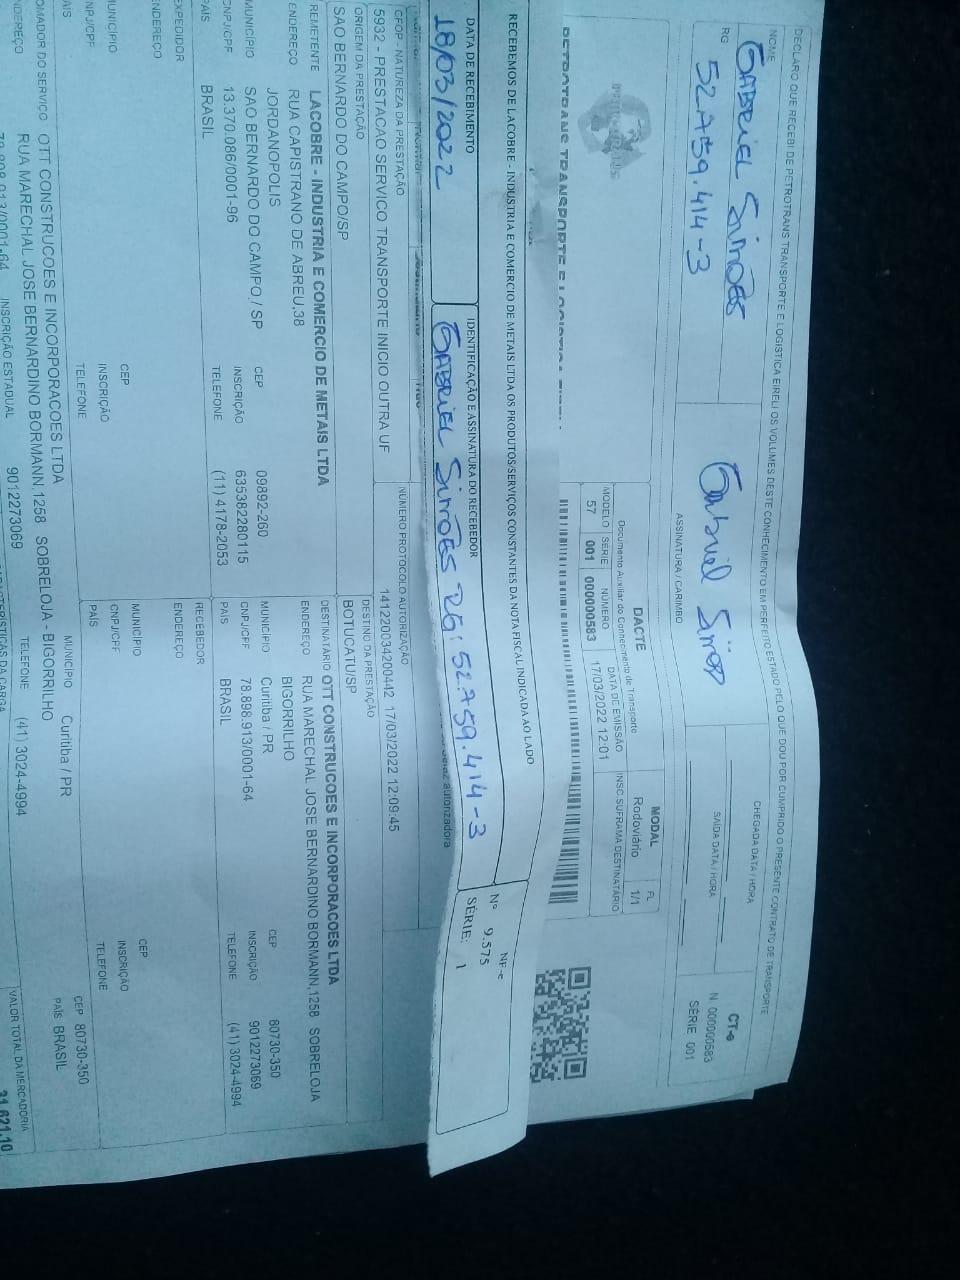 DECLARO QUE RECEBI DE PETROTRANS TRANSPORTE E LOGISTICA EIRELI OS VOLUMES DESTE CONHECIMENTO EM PERFEITO ESTADO PELO QUE DOU POR CUMPRIDO O PRESENTE CONTRATO DE TRANSPORTE
NOME
GABRIEL SIMÕES
RG
52.759.414-3
Gabriel Simões
ASSINATURA / CARIMBO
CHEGADA DATA / HORA
SAÍDA DATA / HORA
CT-e
N 000000583
SÉRIE 001
PETROTRANS TRANSPORTE E LOGISTICA
DACTE
Documento Auxiliar do Conhecimento de Transporte
MODAL
Rodoviário
FL
1/1
MODELO SÉRIE NÚMERO DATA DE EMISSÃO INSC.SUFRAMA DESTINATÁRIO
57 001 000000583 17/03/2022 12:01
RECEBEMOS DE LACOBRE - INDUSTRIA E COMERCIO DE METAIS LTDA OS PRODUTOS/SERVIÇOS CONSTANTES DA NOTA FISCAL INDICADA AO LADO
NF-e
Nº 9.575
SÉRIE: 1
DATA DE RECEBIMENTO
18/03/2022
IDENTIFICAÇÃO E ASSINATURA DO RECEBEDOR
GABRIEL SIMÕES RG: 52.759.414-3
autorizadora
CFOP - NATUREZA DA PRESTAÇÃO
5932 - PRESTACAO SERVICO TRANSPORTE INICIO OUTRA UF
NÚMERO PROTOCOLO AUTORIZAÇÃO
141220034200442 17/03/2022 12:09:45
ORIGEM DA PRESTAÇÃO
SAO BERNARDO DO CAMPO/SP
DESTINO DA PRESTAÇÃO
BOTUCATU/SP
REMETENTE LACOBRE - INDUSTRIA E COMERCIO DE METAIS LTDA
ENDEREÇO RUA CAPISTRANO DE ABREU,38
JORDANOPOLIS
MUNICÍPIO SAO BERNARDO DO CAMPO / SP CEP 09892-260
CNPJ/CPF 13.370.086/0001-96 INSCRIÇÃO 635382280115
PAÍS BRASIL TELEFONE (11) 4178-2053
DESTINATÁRIO OTT CONSTRUCOES E INCORPORACOES LTDA
ENDEREÇO RUA MARECHAL JOSE BERNARDINO BORMANN,1258 SOBRELOJA
BIGORRILHO
MUNICÍPIO Curitiba / PR CEP 80730-350
CNPJ/CPF 78.898.913/0001-64 INSCRIÇÃO 9012273069
PAÍS BRASIL TELEFONE (41) 3024-4994
EXPEDIDOR
ENDEREÇO
MUNICÍPIO CEP
CNPJ/CPF INSCRIÇÃO
TELEFONE
RECEBEDOR
ENDEREÇO
MUNICÍPIO CEP
CNPJ/CPF INSCRIÇÃO
PAÍS TELEFONE
OMADOR DO SERVIÇO OTT CONSTRUCOES E INCORPORACOES LTDA
NDEREÇO RUA MARECHAL JOSE BERNARDINO BORMANN,1258 SOBRELOJA - BIGORRILHO
MUNICÍPIO Curitiba / PR CEP 80730-350
INSCRIÇÃO ESTADUAL 9012273069 TELEFONE (41) 3024-4994 PAÍS BRASIL
VALOR TOTAL DA MERCADORIA